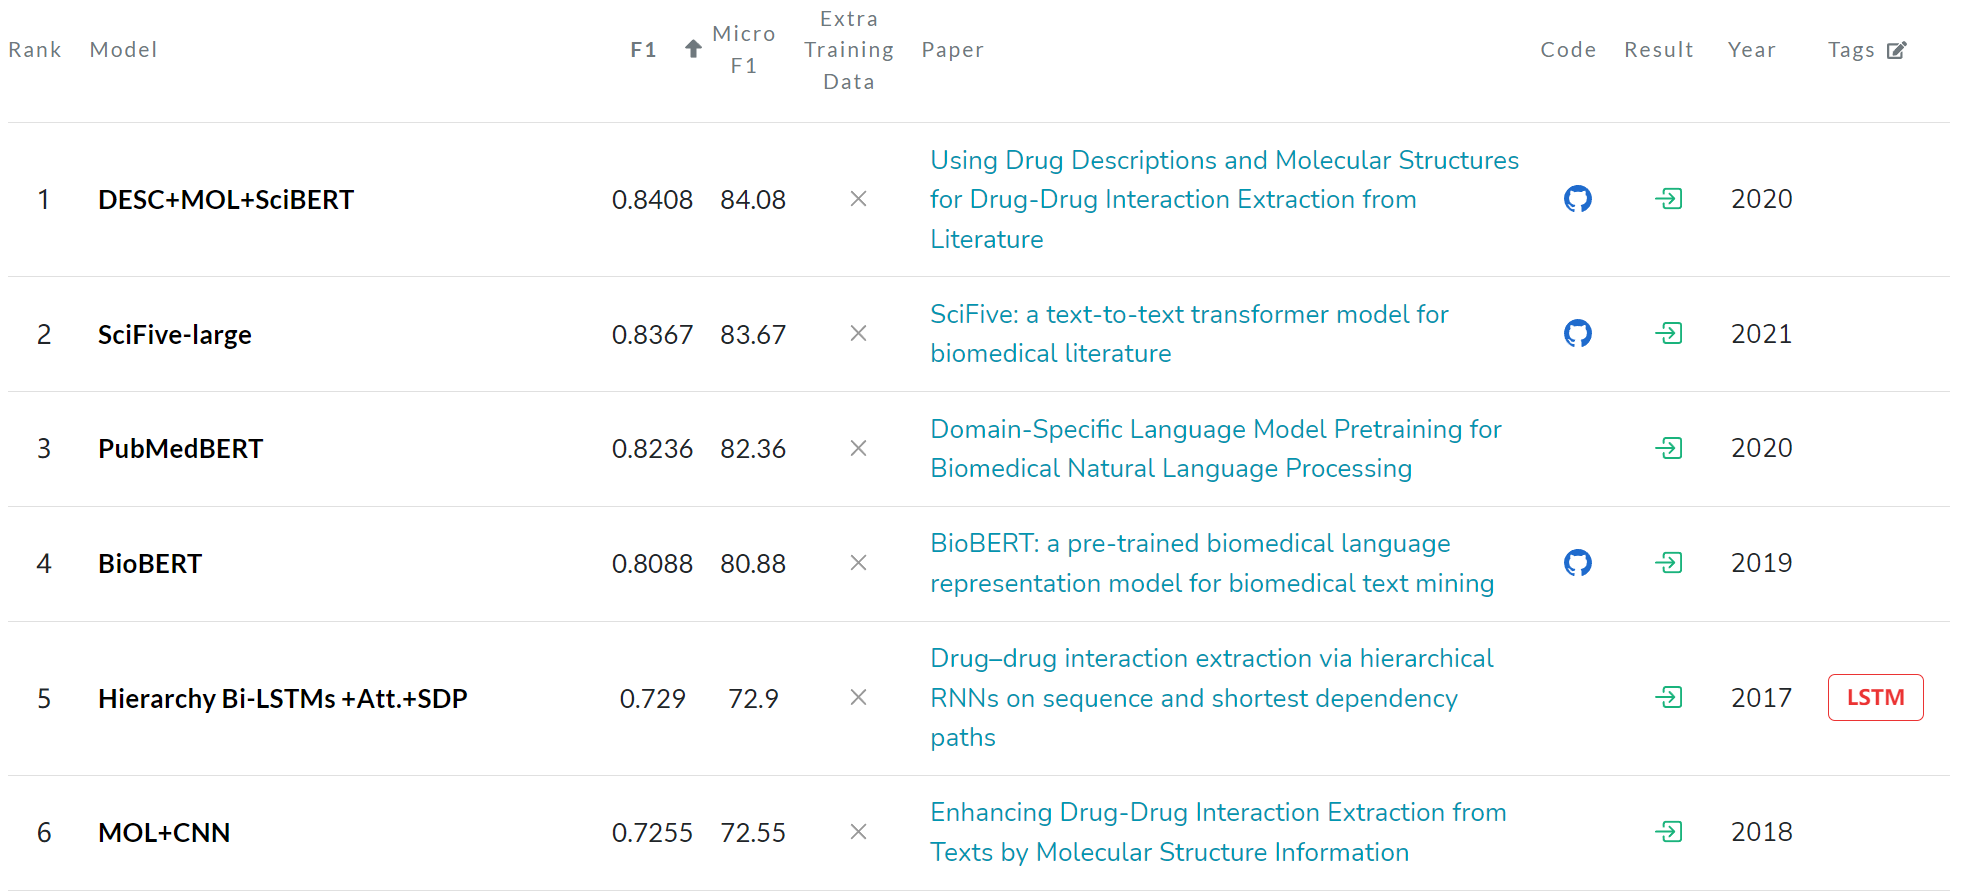 Rank Model F1 Micro F1 Extra Training Data Paper Code Result Year Tags
1 DESC+MOL+SciBERT 0.8408 84.08 Using Drug Descriptions and Molecular Structures 2020
for Drug-Drug Interaction Extraction from
Literature
2 SciFive-large 0.8367 83.67 SciFive: a text-to-text transformer model for 2021
biomedical literature
3 PubMedBERT 0.8236 82.36 Domain-Specific Language Model Pretraining for 2020
Biomedical Natural Language Processing
4 BioBERT 0.8088 80.88 BioBERT: a pre-trained biomedical language 2019
representation model for biomedical text mining
5 Hierarchy Bi-LSTMs +Att.+SDP 0.729 72.9 Drug–drug interaction extraction via hierarchical 2017 LSTM
RNNs on sequence and shortest dependency
paths
6 MOL+CNN 0.7255 72.55 Enhancing Drug-Drug Interaction Extraction from 2018
Texts by Molecular Structure Information